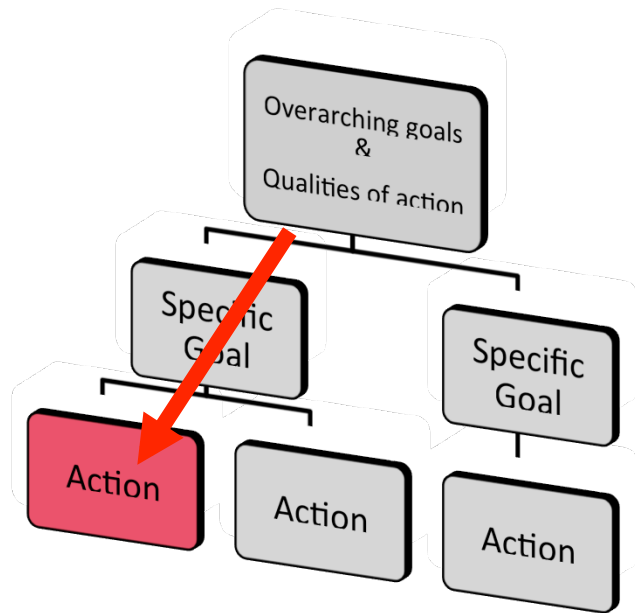 Overarching goals
&
Qualities of action
Specific
Goal
Specific
Goal
Action
Action
Action